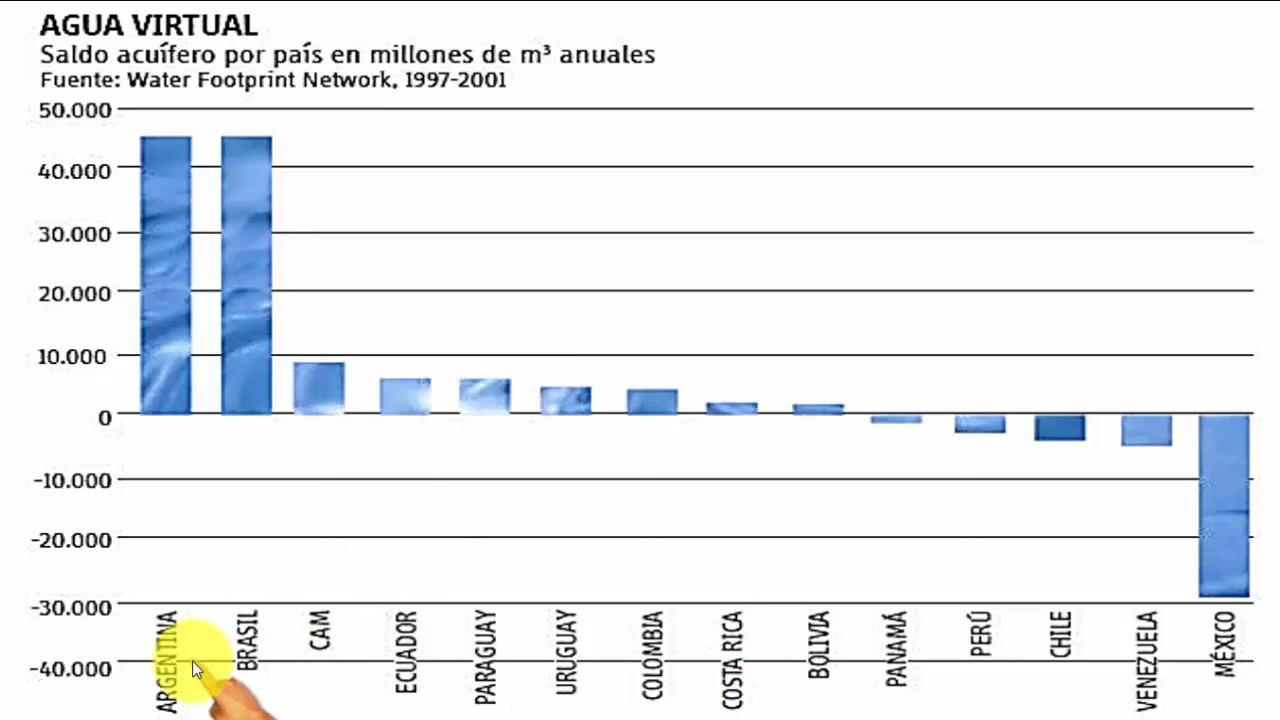 AGUA VIRTUAL
Saldo acuífero por país en millones de m³ anuales
Fuente: Water Footprint Network, 1997-2001
50.000
40.000
30.000
20.000
10.000
0
-10.000
-20.000
-30.000
-40.000
ARGENTINA
BRASIL
CAM
ECUADOR
PARAGUAY
URUGUAY
COLOMBIA
COSTA RICA
BOLIVIA
PANAMÁ
PERÚ
CHILE
VENEZUELA
MÉXICO